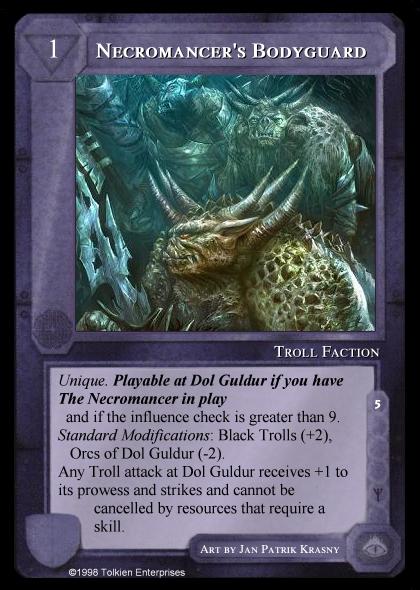 1
Necromancer's Bodyguard
Troll Faction
Unique. Playable at Dol Guldur if you have
The Necromancer in play
and if the influence check is greater than 9.
Standard Modifications: Black Trolls (+2),
Orcs of Dol Guldur (-2).
Any Troll attack at Dol Guldur receives +1 to
its prowess and strikes and cannot be
cancelled by resources that require a
skill.
5
Art by Jan Patrik Krasny
©1998 Tolkien Enterprises